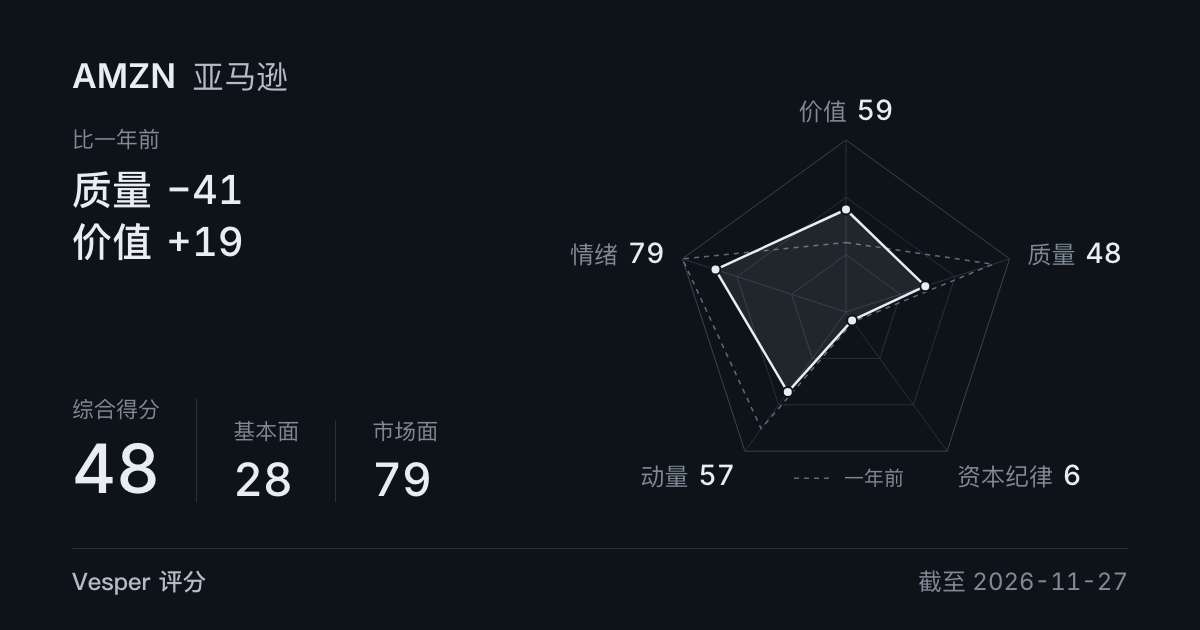 AMZN 亚马逊
比一年前
质量 −41
价值 +19
综合得分
48
基本面
28
市场面
79
价值 59
质量 48
资本纪律 6
动量 57
情绪 79
一年前
Vesper 评分
截至 2026-11-27